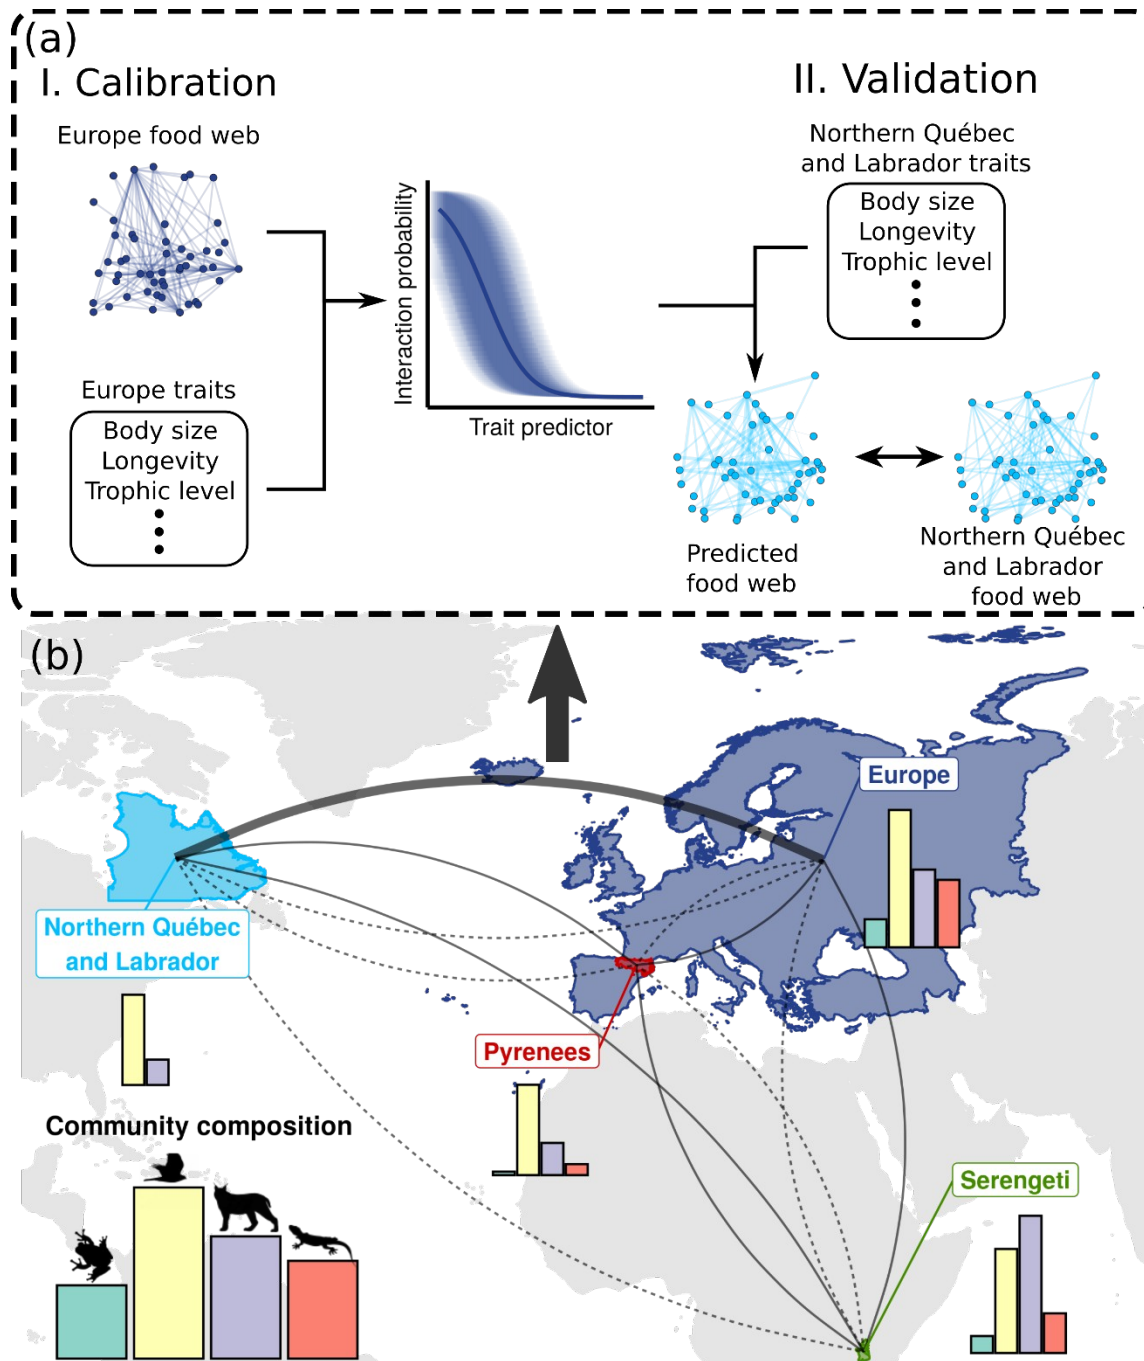 (a)
I. Calibration
Europe food web
Europe traits
Body size
Longevity
Trophic level
Interaction probability
Trait predictor
II. Validation
Northern Québec
and Labrador traits
Body size
Longevity
Trophic level
Predicted
food web
Northern Québec
and Labrador
food web
(b)
Europe
Northern Québec
and Labrador
Pyrenees
Community composition
Serengeti